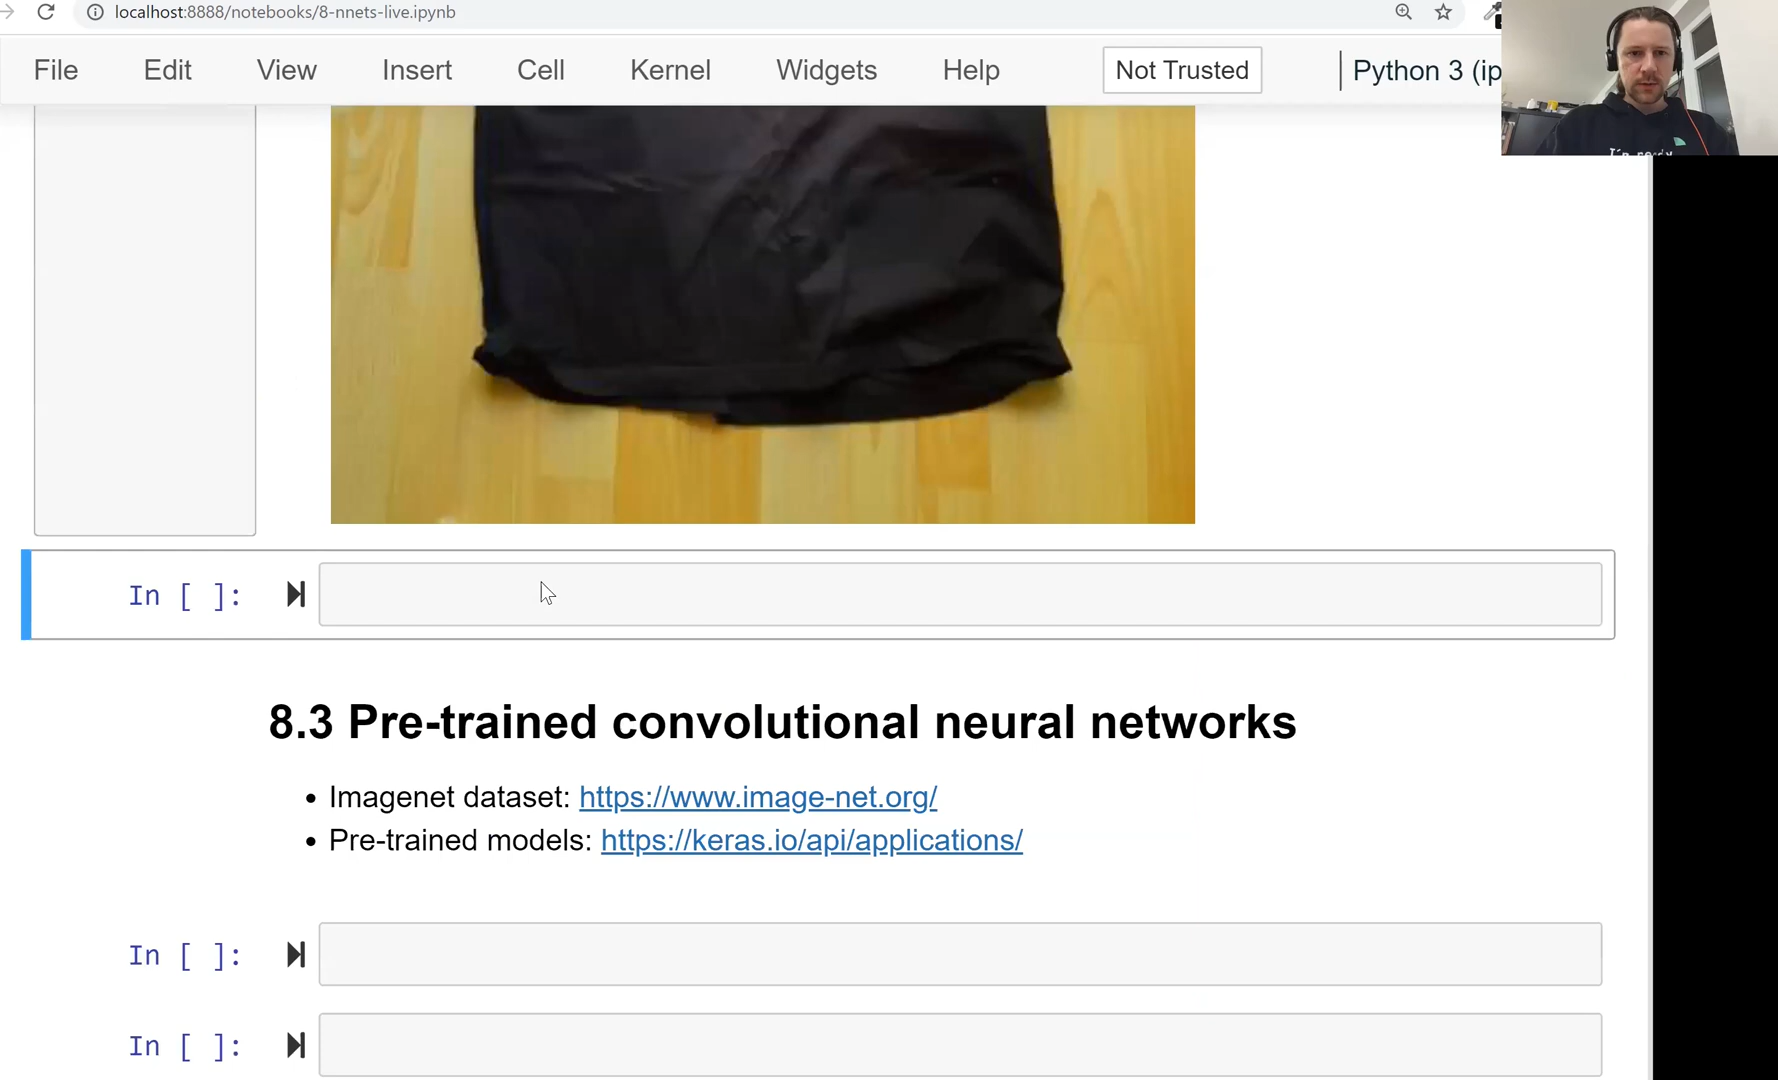 localhost:8888/notebooks/8-nnets-live.ipynb
File Edit View Insert Cell Kernel Widgets Help Not Trusted Python 3 (ip
I'm ready
In [ ]:
8.3 Pre-trained convolutional neural networks
• Imagenet dataset: https://www.image-net.org/
• Pre-trained models: https://keras.io/api/applications/
In [ ]:
In [ ]: